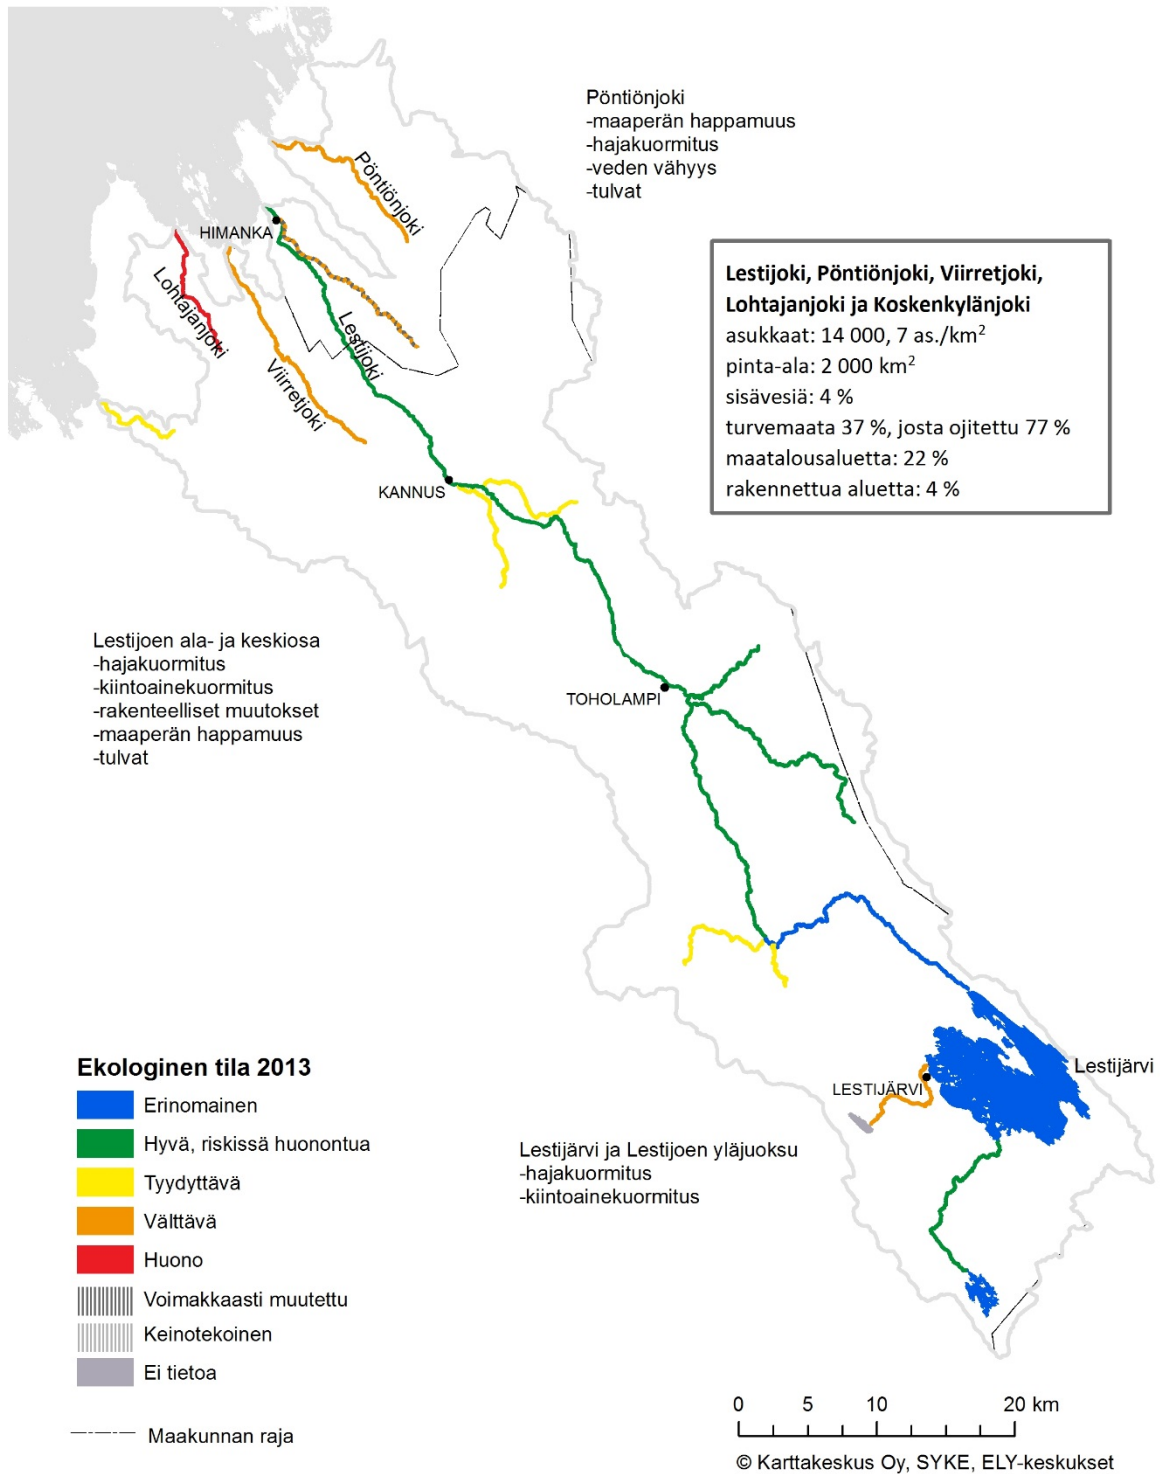 Pöntiönjoki
-maaperän happamuus
-hajakuormitus
-veden vähyys
-tulvat
Pöntiönjoki
HIMANKA
Lohtajanjoki
Lestijoki
Viirretjoki
Lestijoki, Pöntiönjoki, Viirretjoki,
Lohtajanjoki ja Koskenkylänjoki
asukkaat: 14 000, 7 as./km²
pinta-ala: 2 000 km²
sisävesiä: 4 %
turvemaata 37 %, josta ojitettu 77 %
maatalousaluetta: 22 %
rakennettua aluetta: 4 %
KANNUS
Lestijoen ala- ja keskiosa
-hajakuormitus
-kiintoainekuormitus
-rakenteelliset muutokset
-maaperän happamuus
-tulvat
TOHOLAMPI
Lestijärvi
LESTIJÄRVI
Lestijärvi ja Lestijoen yläjuoksu
-hajakuormitus
-kiintoainekuormitus
Ekologinen tila 2013
Erinomainen
Hyvä, riskissä huonontua
Tyydyttävä
Välttävä
Huono
Voimakkaasti muutettu
Keinotekoinen
Ei tietoa
Maakunnan raja
0 5 10 20 km
© Karttakeskus Oy, SYKE, ELY-keskukset